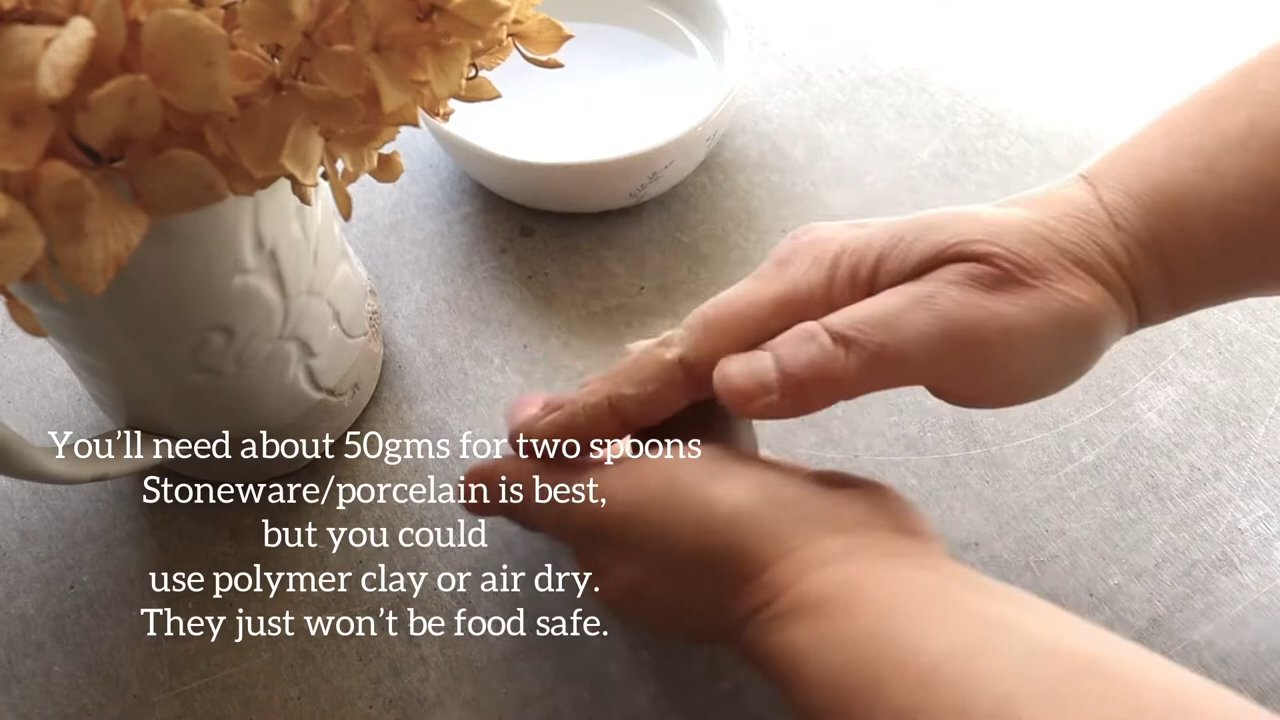 You’ll need about 50gms for two spoons
Stoneware/porcelain is best,
but you could
use polymer clay or air dry.
They just won’t be food safe.